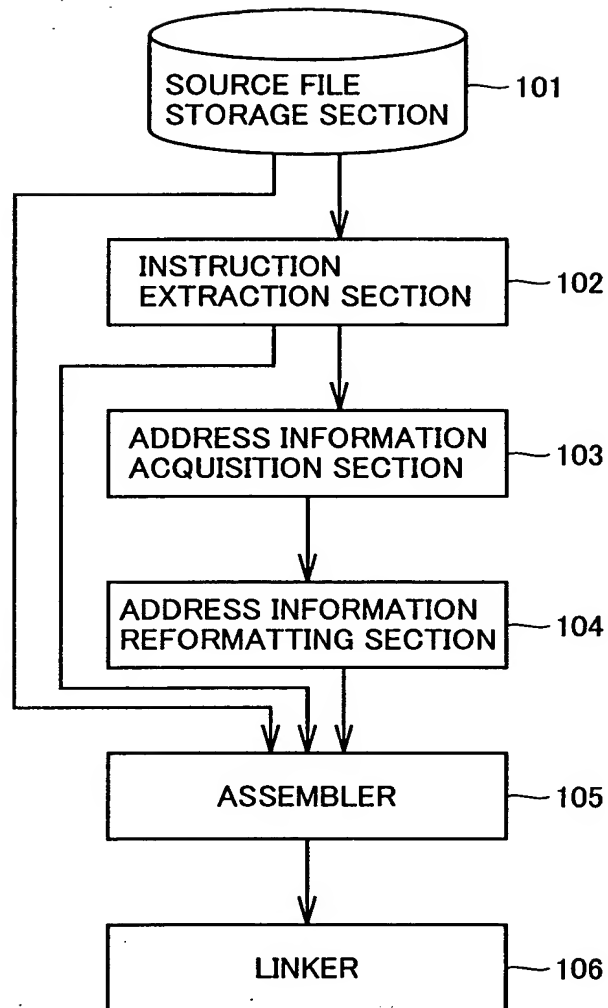 SOURCE FILE
STORAGE SECTION
101
INSTRUCTION
EXTRACTION SECTION
102
ADDRESS INFORMATION
ACQUISITION SECTION
103
ADDRESS INFORMATION
REFORMATTING SECTION
104
ASSEMBLER
105
LINKER
106